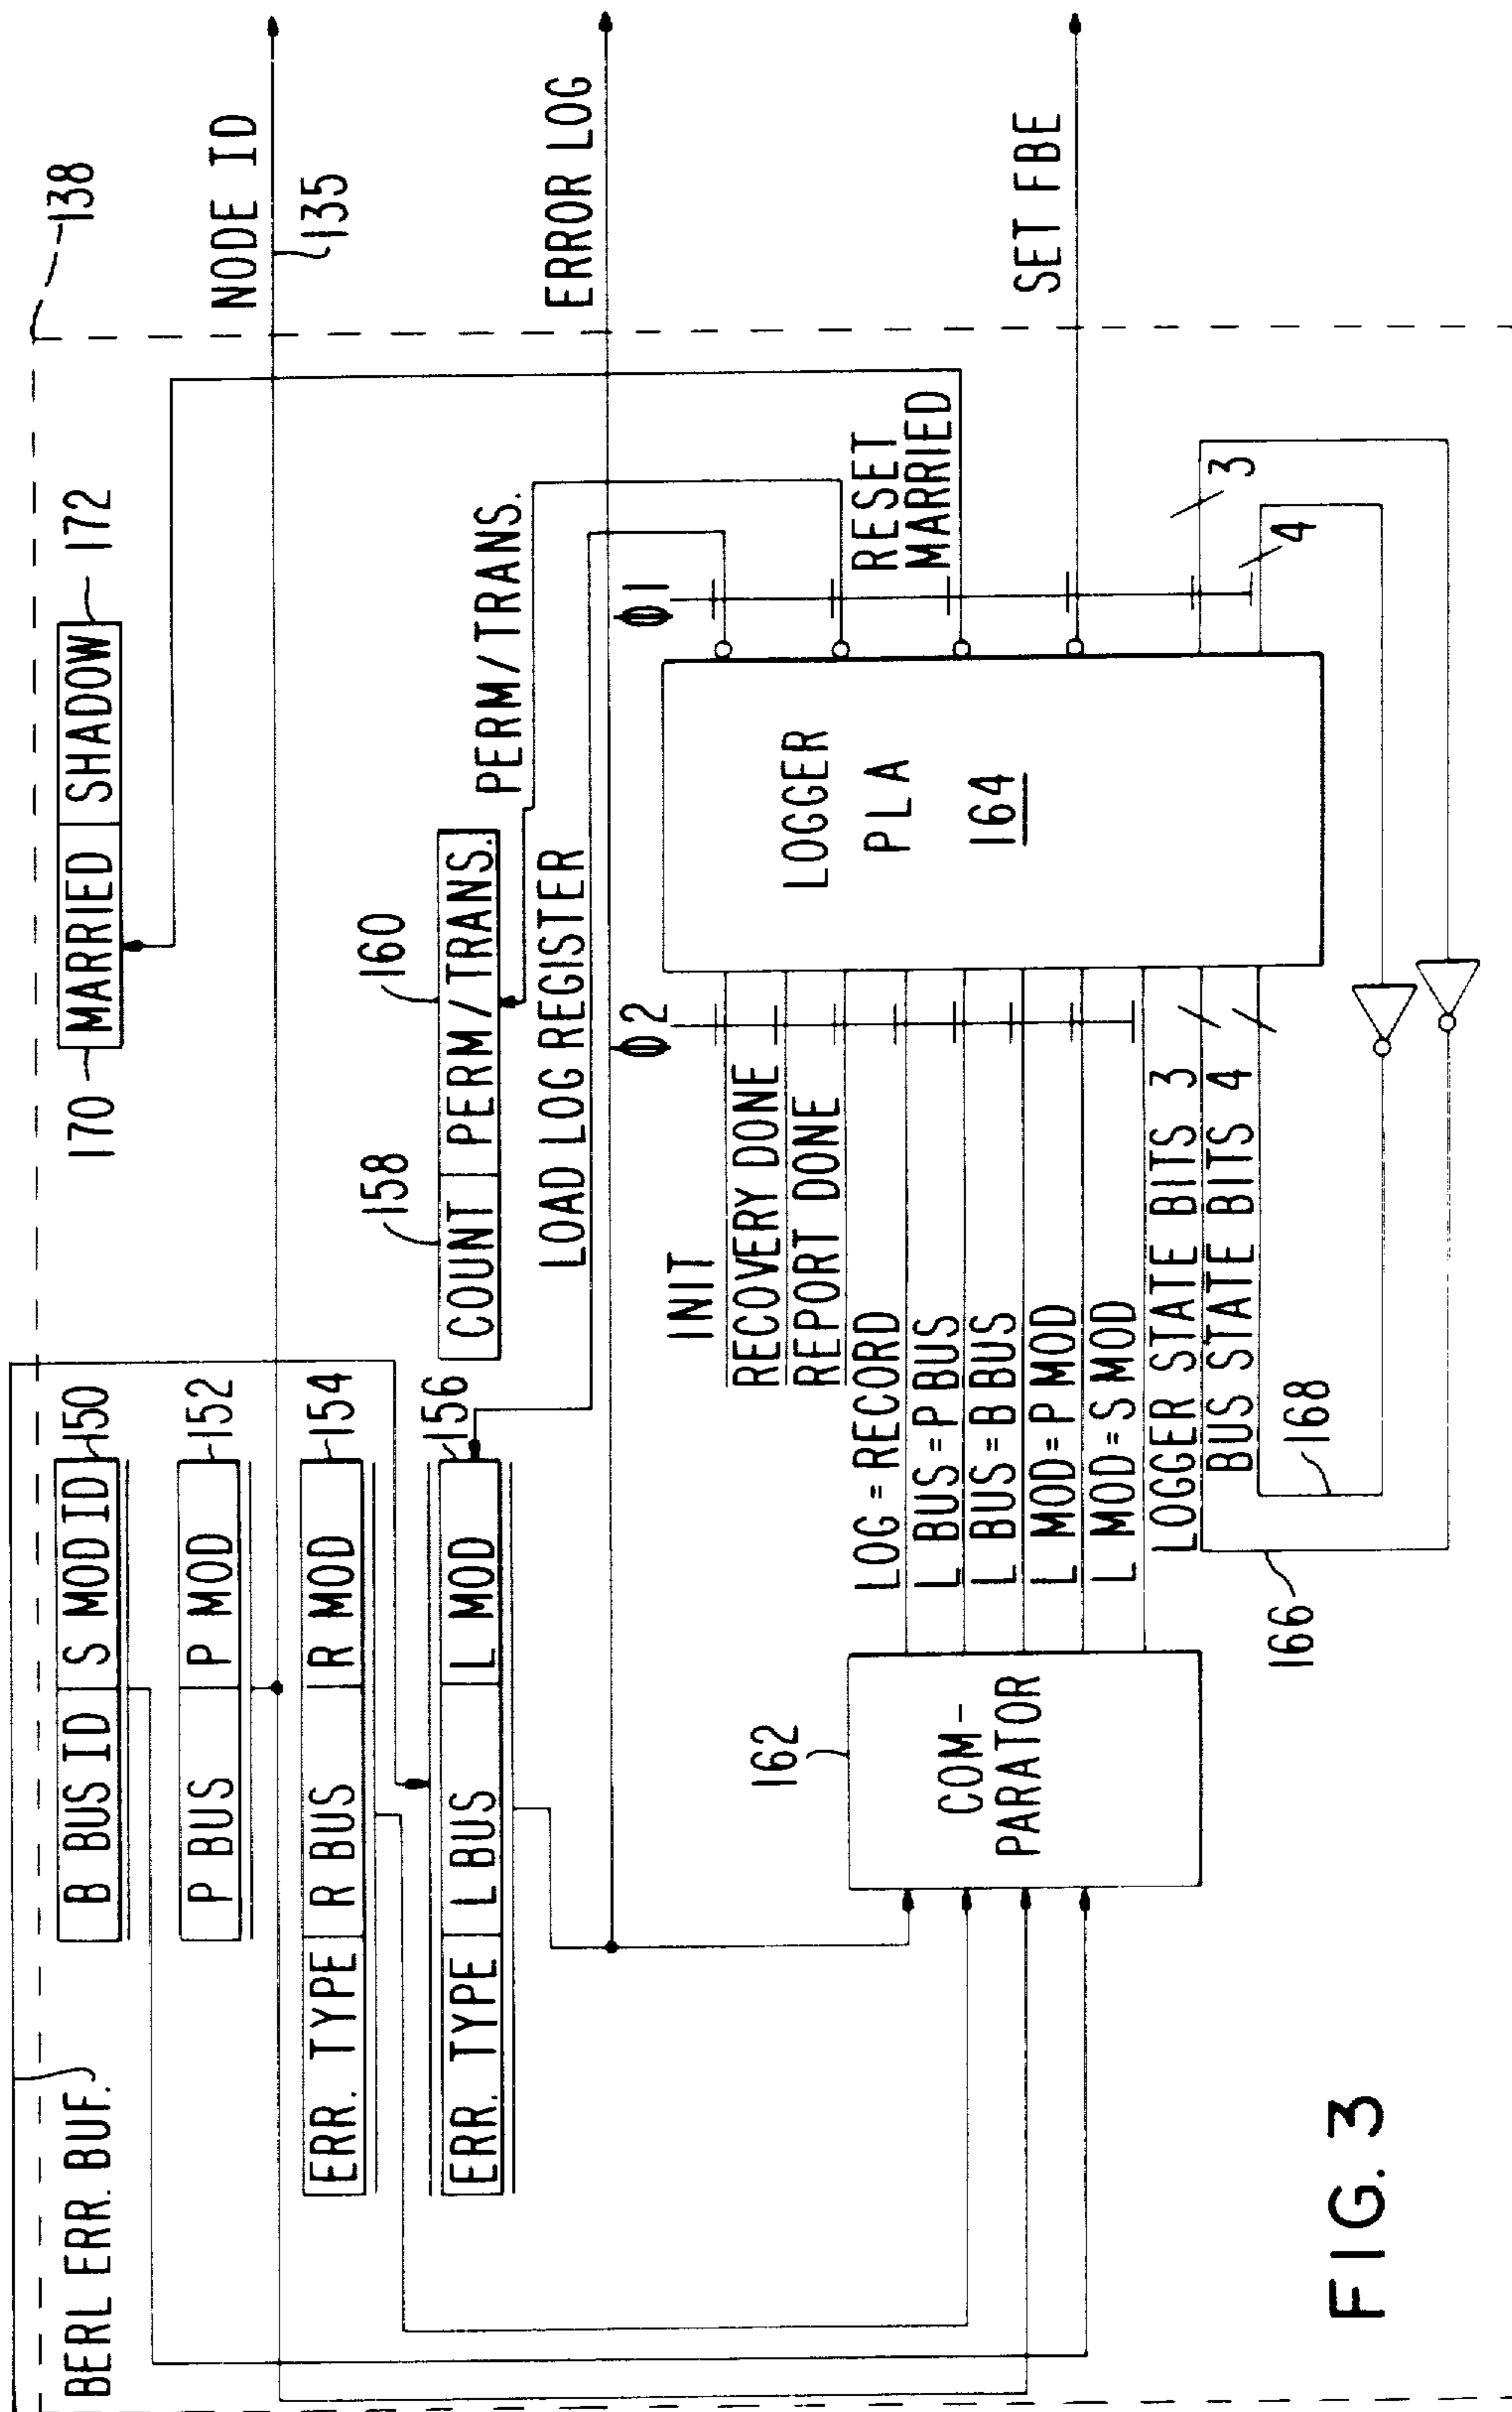 BERL ERR. BUF.
B BUS ID S MOD ID
150
P BUS P MOD
152
ERR. TYPE R BUS R MOD
154
ERR. TYPE L BUS L MOD
156
170
MARRIED SHADOW
172
138
NODE ID
135
158
160
COUNT PERM/TRANS.
PERM/TRANS.
LOAD LOG REGISTER
ERROR LOG
162
COM-
PARATOR
INIT
RECOVERY DONE
REPORT DONE
LOG = RECORD
L BUS = P BUS
L BUS = B BUS
L MOD = P MOD
L MOD = S MOD
LOGGER STATE BITS 3
BUS STATE BITS 4
Φ2
LOGGER
PLA
164
Φ1
RESET
MARRIED
SET FBE
3
4
166
168
FIG. 3